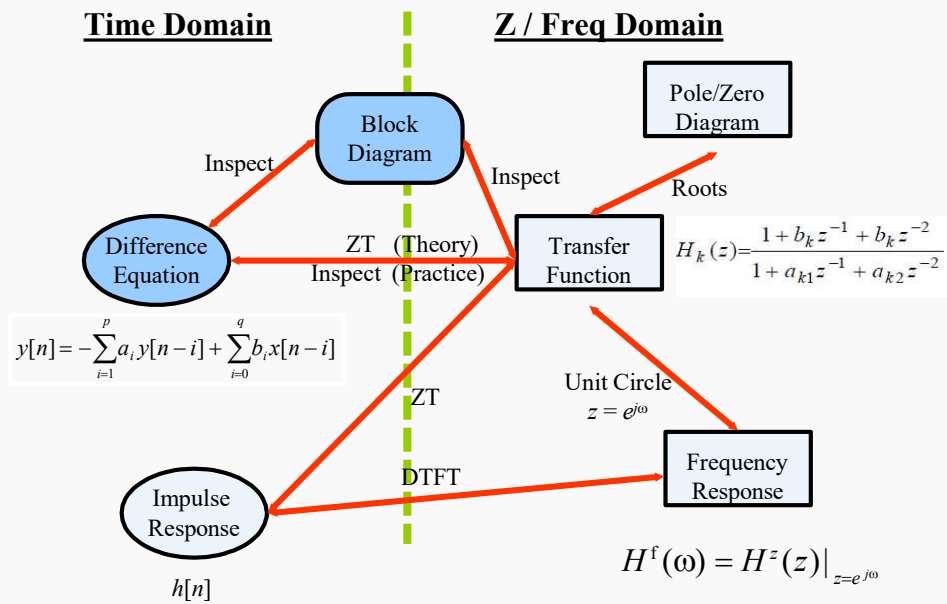 Time Domain
Z / Freq Domain
Block
Diagram
Pole/Zero
Diagram
Inspect
Inspect
Roots
Difference
Equation
ZT (Theory)
Inspect (Practice)
Transfer
Function
H_k(z) = (1 + b_k z^{-1} + b_k z^{-2}) / (1 + a_{k1} z^{-1} + a_{k2} z^{-2})
y[n] = -∑_{i=1}^{p} a_i y[n-i] + ∑_{i=0}^{q} b_i x[n-i]
Unit Circle
z = e^{jω}
ZT
DTFT
Impulse
Response
Frequency
Response
h[n]
H^f(ω) = H^z(z)|_{z=e^{jω}}